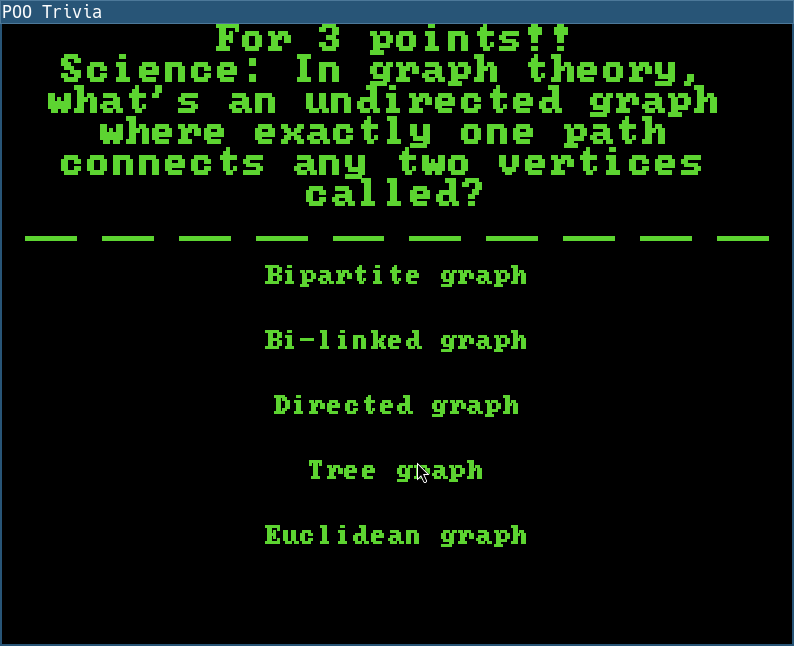 POO Trivia
For 3 points!!
Science: In graph theory,
what's an undirected graph
where exactly one path
connects any two vertices
called?
Bipartite graph
Bi-linked graph
Directed graph
Tree graph
Euclidean graph